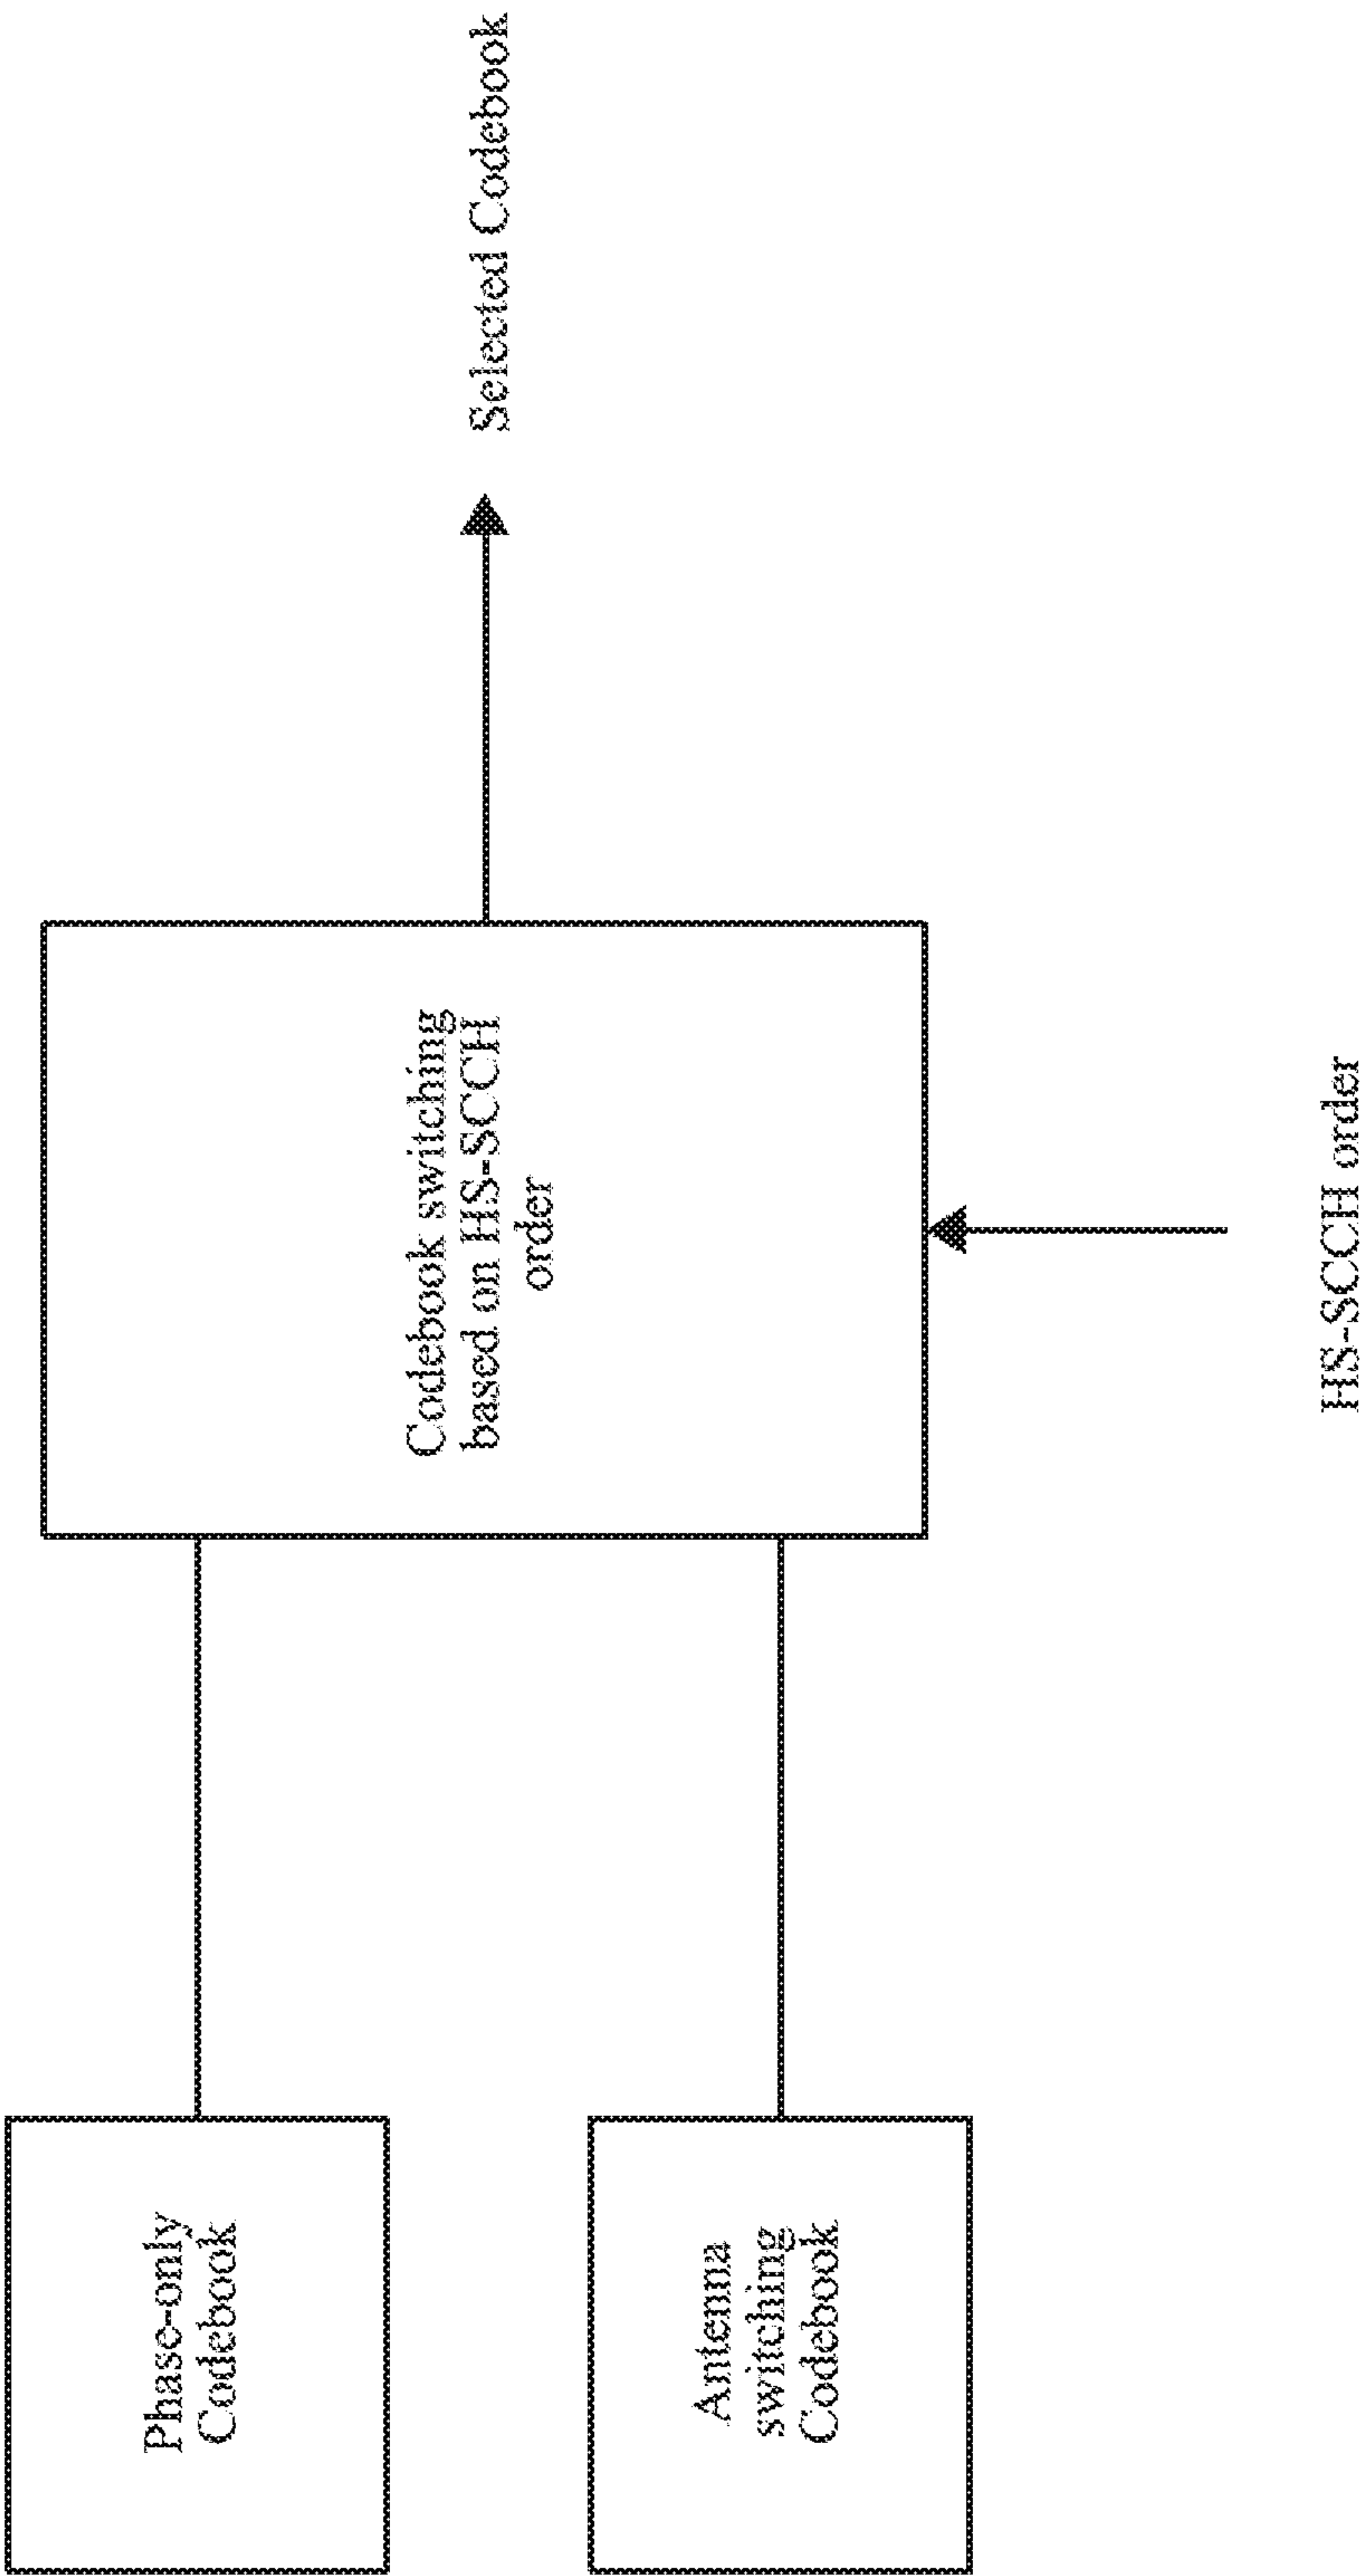 Phase-only
Codebook
Antenna
switching
Codebook
Codebook switching
based on HS-SCCH
order
HS-SCCH order
Selected Codebook